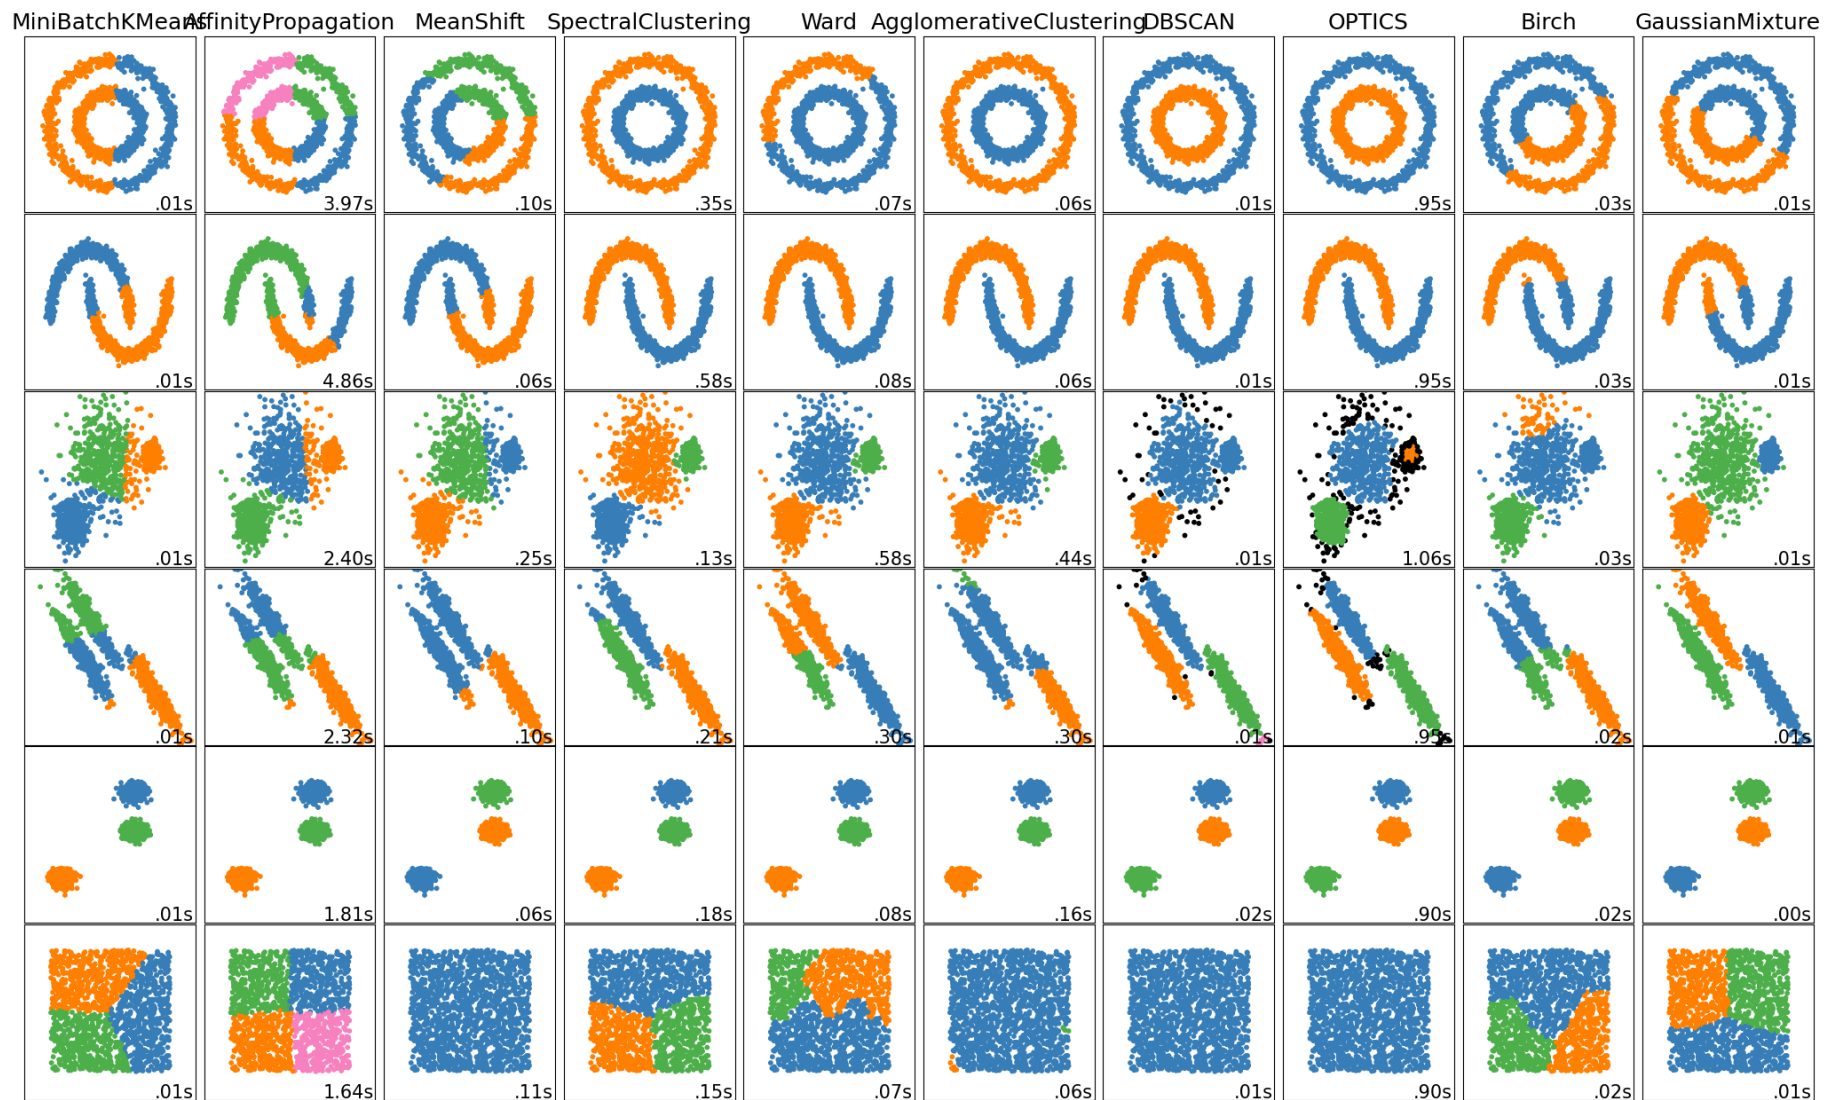 MiniBatchKMeans AffinityPropagation MeanShift SpectralClustering Ward AgglomerativeClustering DBSCAN OPTICS Birch GaussianMixture
.01s 3.97s .10s .35s .07s .06s .01s .95s .03s .01s
.01s 4.86s .06s .58s .08s .06s .01s .95s .03s .01s
.01s 2.40s .25s .13s .58s .44s .01s 1.06s .03s .01s
.01s 2.32s .10s .21s .30s .30s .01s .95s .02s .01s
.01s 1.81s .06s .18s .08s .16s .02s .90s .02s .00s
.01s 1.64s .11s .15s .07s .06s .01s .90s .02s .01s